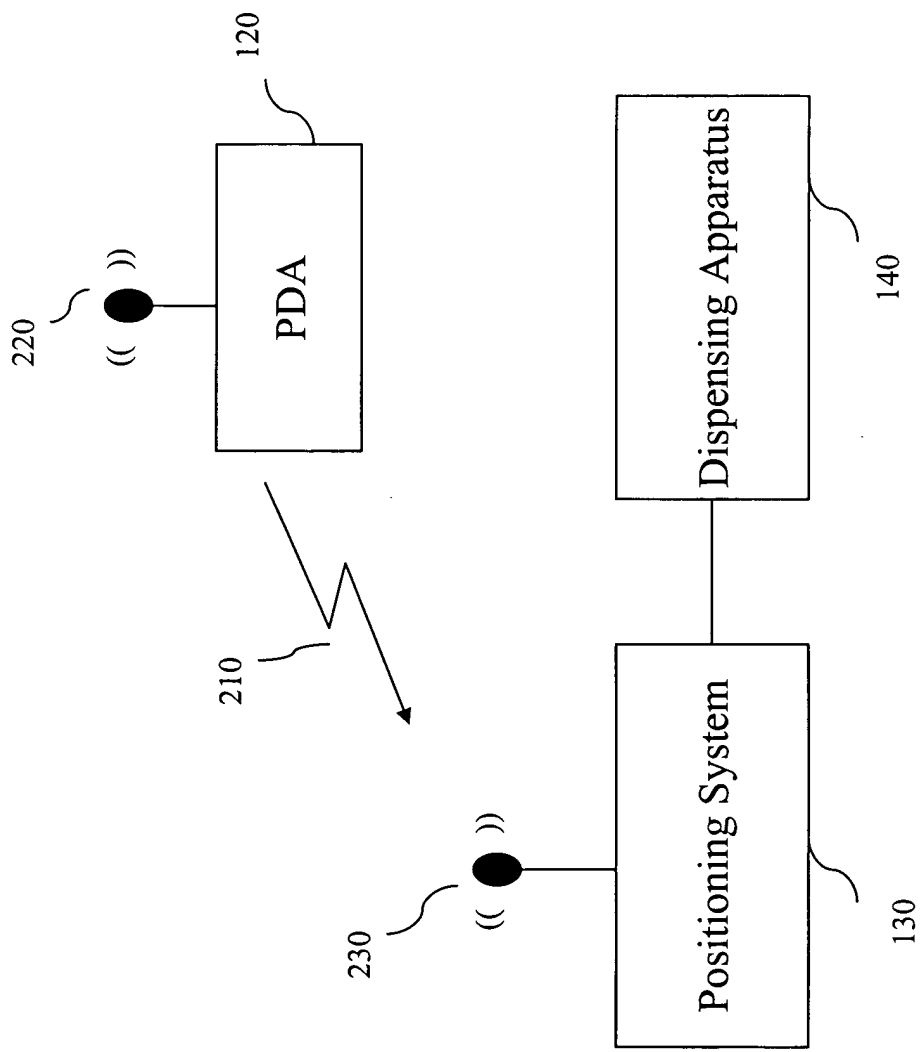 220
120
PDA
210
230
Positioning System
Dispensing Apparatus
130
140